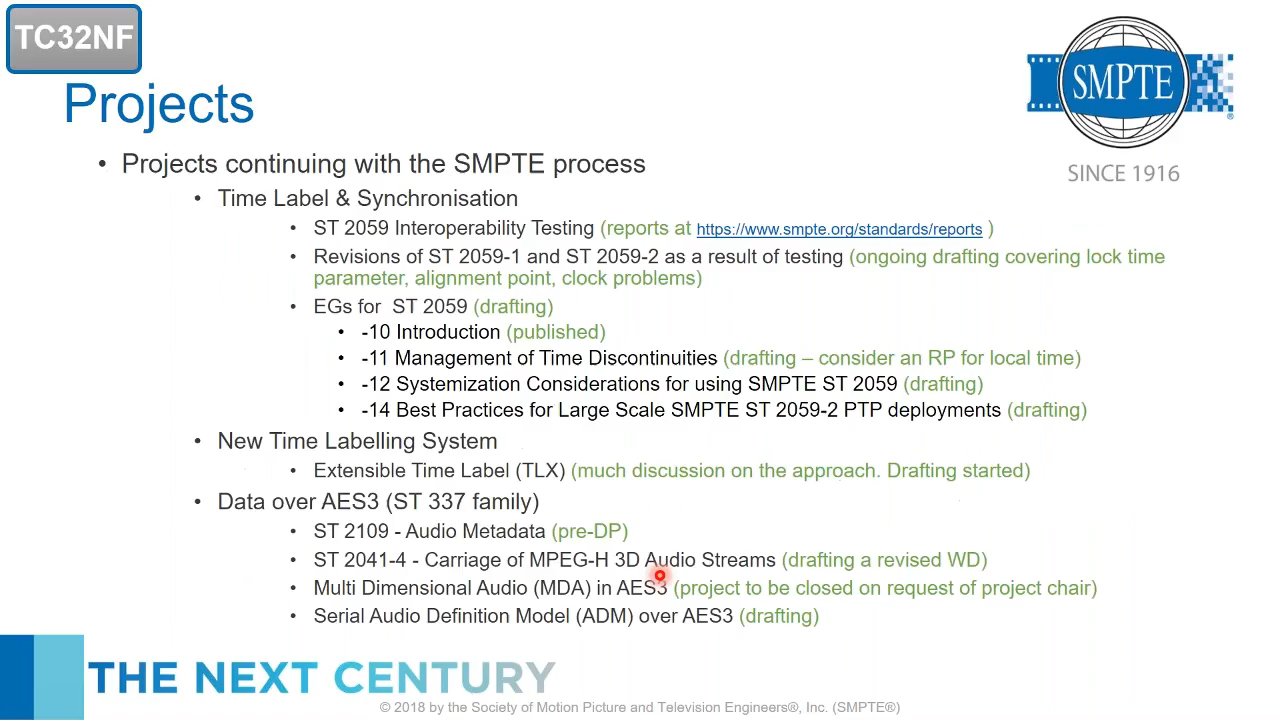 TC32NF
SMPTE
®
SINCE 1916
Projects
• Projects continuing with the SMPTE process
• Time Label & Synchronisation
• ST 2059 Interoperability Testing (reports at https://www.smpte.org/standards/reports )
• Revisions of ST 2059-1 and ST 2059-2 as a result of testing (ongoing drafting covering lock time
parameter, alignment point, clock problems)
• EGs for ST 2059 (drafting)
• -10 Introduction (published)
• -11 Management of Time Discontinuities (drafting – consider an RP for local time)
• -12 Systemization Considerations for using SMPTE ST 2059 (drafting)
• -14 Best Practices for Large Scale SMPTE ST 2059-2 PTP deployments (drafting)
• New Time Labelling System
• Extensible Time Label (TLX) (much discussion on the approach. Drafting started)
• Data over AES3 (ST 337 family)
• ST 2109 - Audio Metadata (pre-DP)
• ST 2041-4 - Carriage of MPEG-H 3D Audio Streams (drafting a revised WD)
• Multi Dimensional Audio (MDA) in AES3 (project to be closed on request of project chair)
• Serial Audio Definition Model (ADM) over AES3 (drafting)
THE NEXT CENTURY
© 2018 by the Society of Motion Picture and Television Engineers®, Inc. (SMPTE®)